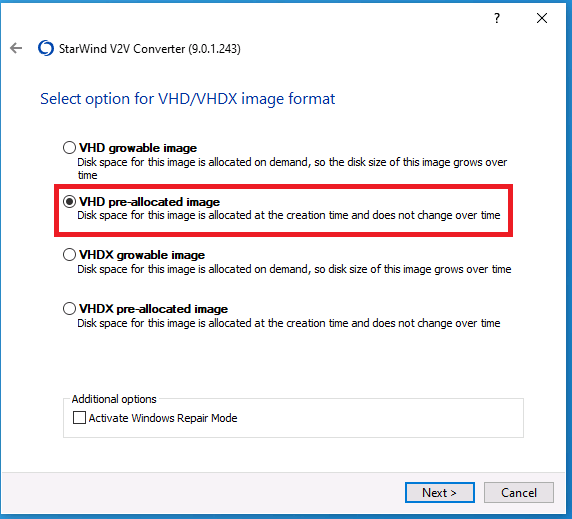 ?
StarWind V2V Converter (9.0.1.243)
Select option for VHD/VHDX image format
VHD growable image
Disk space for this image is allocated on demand, so the disk size of this image grows over
time
VHD pre-allocated image
Disk space for this image is allocated at the creation time and does not change over time
VHDX growable image
Disk space for this image is allocated on demand, so disk size of this image grows over time
VHDX pre-allocated image
Disk space for this image is allocated at the creation time and does not change over time
Additional options
Activate Windows Repair Mode
Next >
Cancel